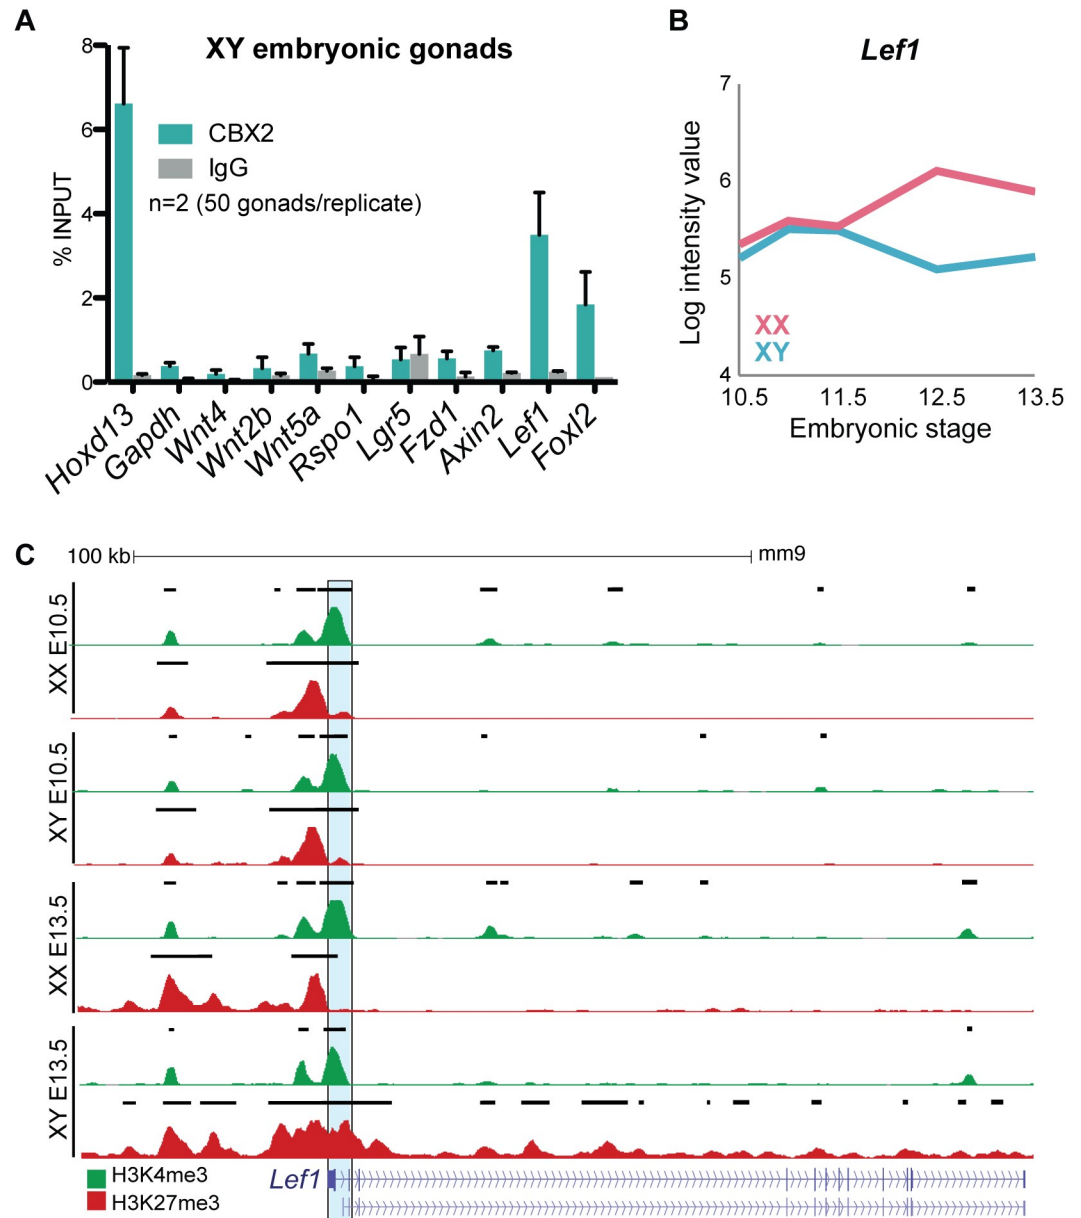 A
XY embryonic gonads
8
6
4
2
0
% INPUT
CBX2
IgG
n=2 (50 gonads/replicate)
Hoxd13
Gapdh
Wnt4
Wnt2b
Wnt5a
Rspo1
Lgr5
Fzd1
Axin2
Lef1
Foxl2
B
Lef1
7
6
5
4
Log intensity value
XX
XY
10.5
11.5
12.5
13.5
Embryonic stage
C
100 kb
mm9
XX E10.5
XY E10.5
XX E13.5
XY E13.5
H3K4me3
H3K27me3
Lef1